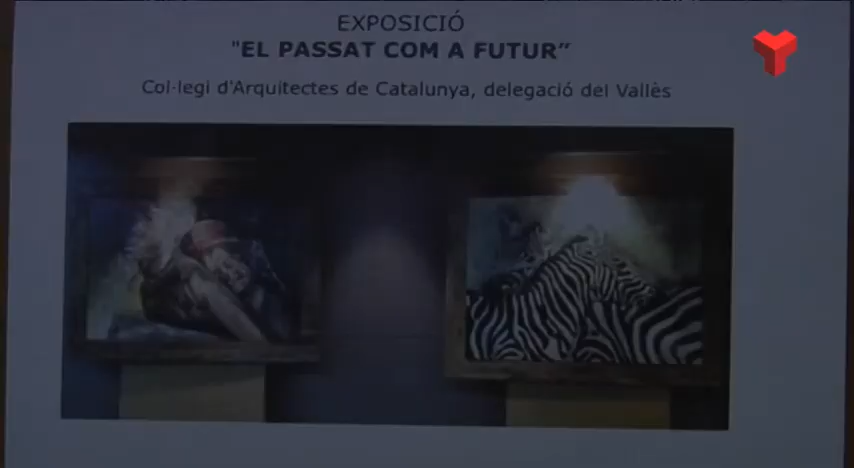 EXPOSICIÓ
"EL PASSAT COM A FUTUR”
Col·legi d'Arquitectes de Catalunya, delegació del Vallès